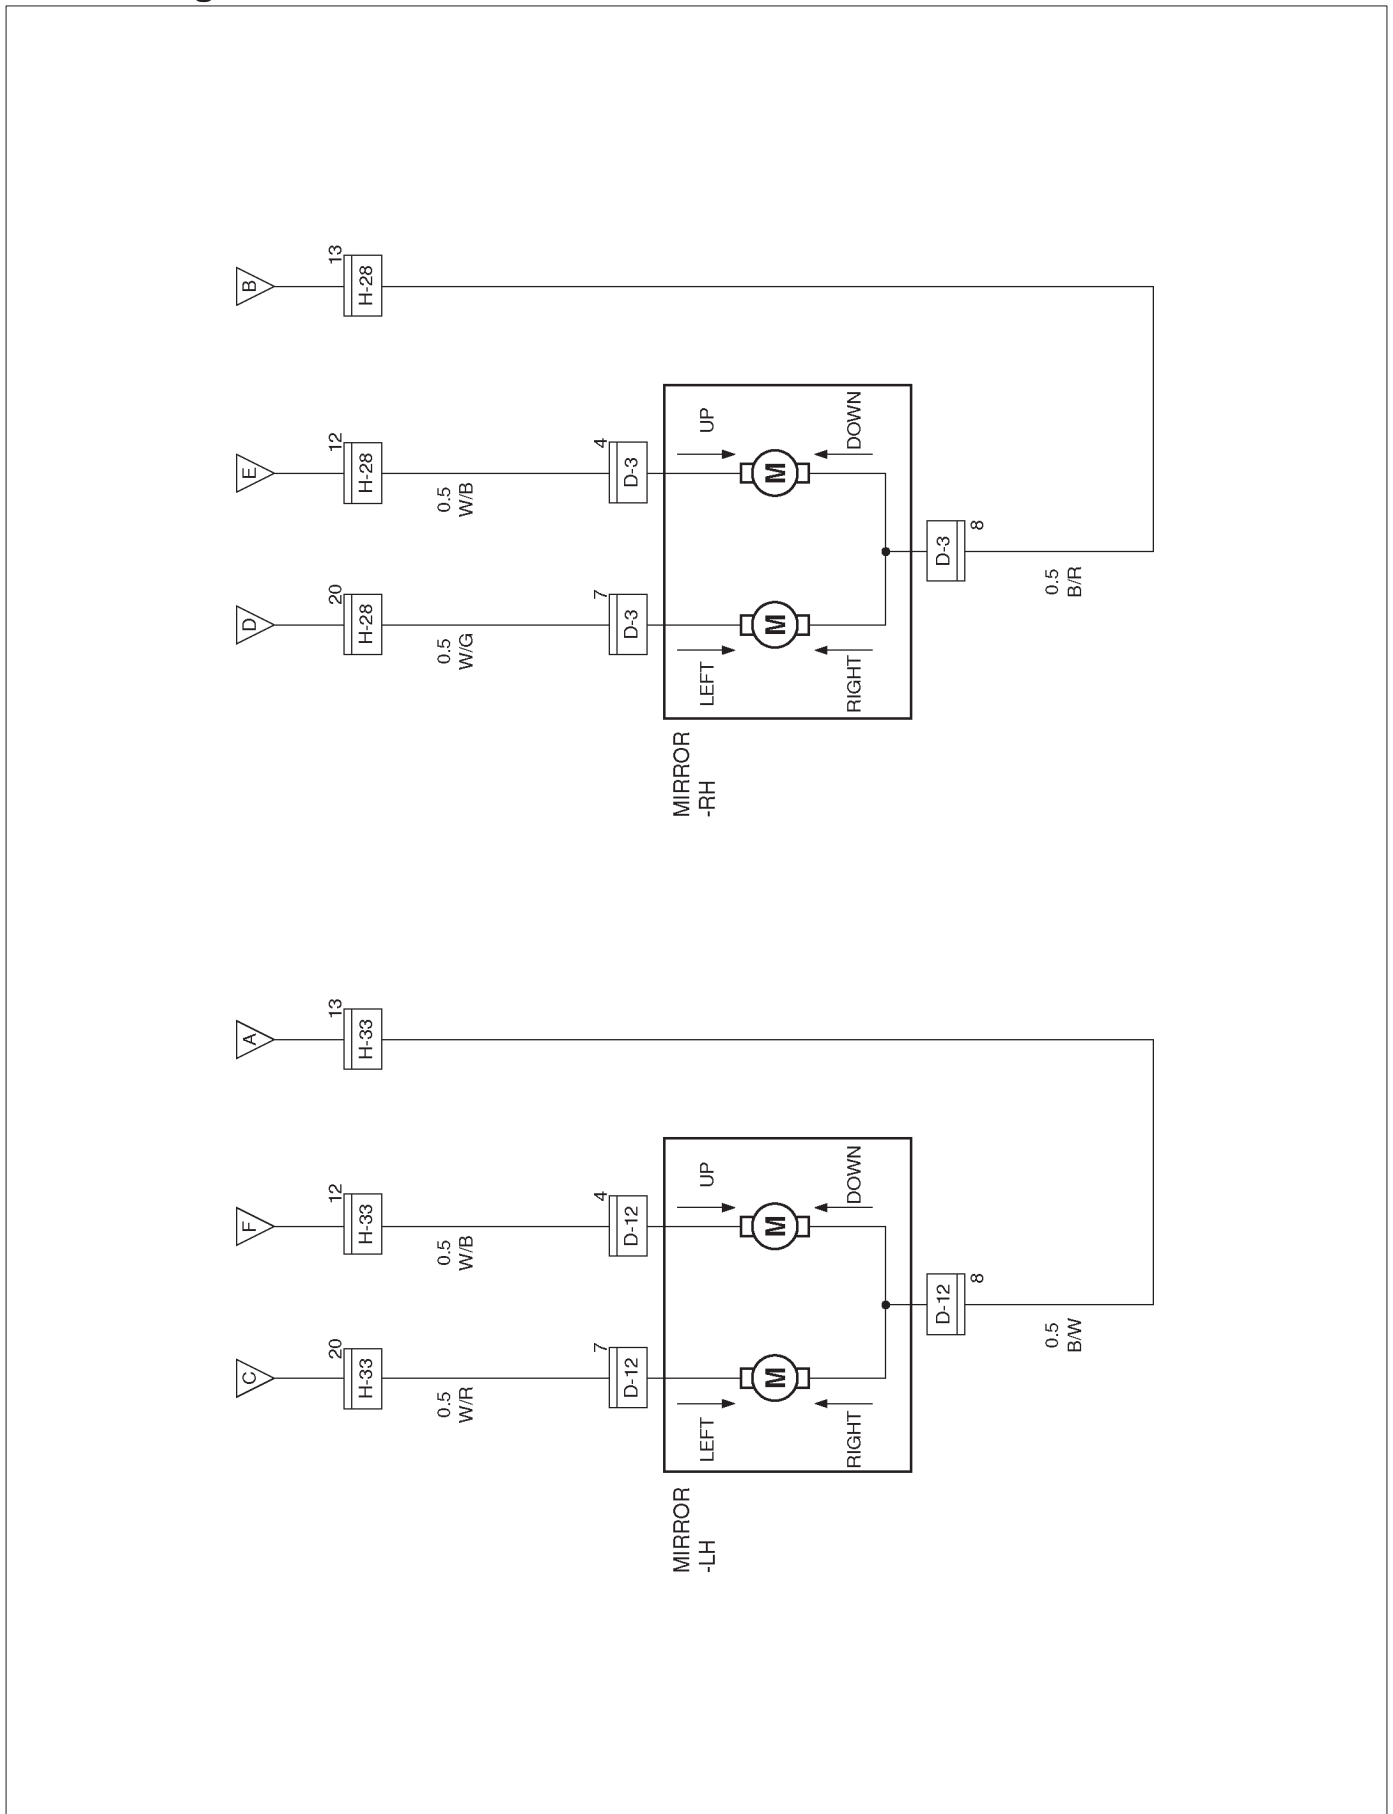 C F A D E B
20 12 13 20 12 13
H-33 H-33 H-33 H-28 H-28 H-28
0.5 0.5 0.5 0.5
W/R W/B W/G W/B
7 4 7 4
D-12 D-12 D-3 D-3
MIRROR MIRROR
-LH LEFT UP -RH LEFT UP
M M M M
RIGHT DOWN RIGHT DOWN
D-12 D-3
8 8
0.5 0.5
B/W B/R